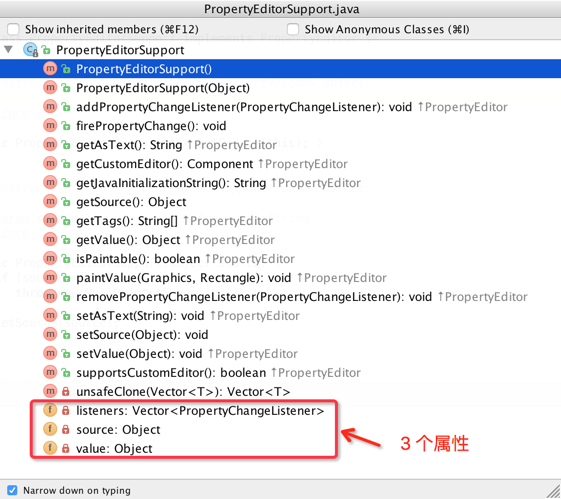 PropertyEditorSupport.java
Show inherited members (⌘F12)
Show Anonymous Classes (⌘I)
PropertyEditorSupport
PropertyEditorSupport()
PropertyEditorSupport(Object)
addPropertyChangeListener(PropertyChangeListener): void ↑PropertyEditor
firePropertyChange(): void
getAsText(): String ↑PropertyEditor
getCustomEditor(): Component ↑PropertyEditor
getJavaInitializationString(): String ↑PropertyEditor
getSource(): Object
getTags(): String[] ↑PropertyEditor
getValue(): Object ↑PropertyEditor
isPaintable(): boolean ↑PropertyEditor
paintValue(Graphics, Rectangle): void ↑PropertyEditor
removePropertyChangeListener(PropertyChangeListener): void ↑PropertyEditor
setAsText(String): void ↑PropertyEditor
setSource(Object): void
setValue(Object): void ↑PropertyEditor
supportsCustomEditor(): boolean ↑PropertyEditor
unsafeClone(Vector<T>): Vector<T>
listeners: Vector<PropertyChangeListener>
source: Object
value: Object
3 个属性
Narrow down on typing